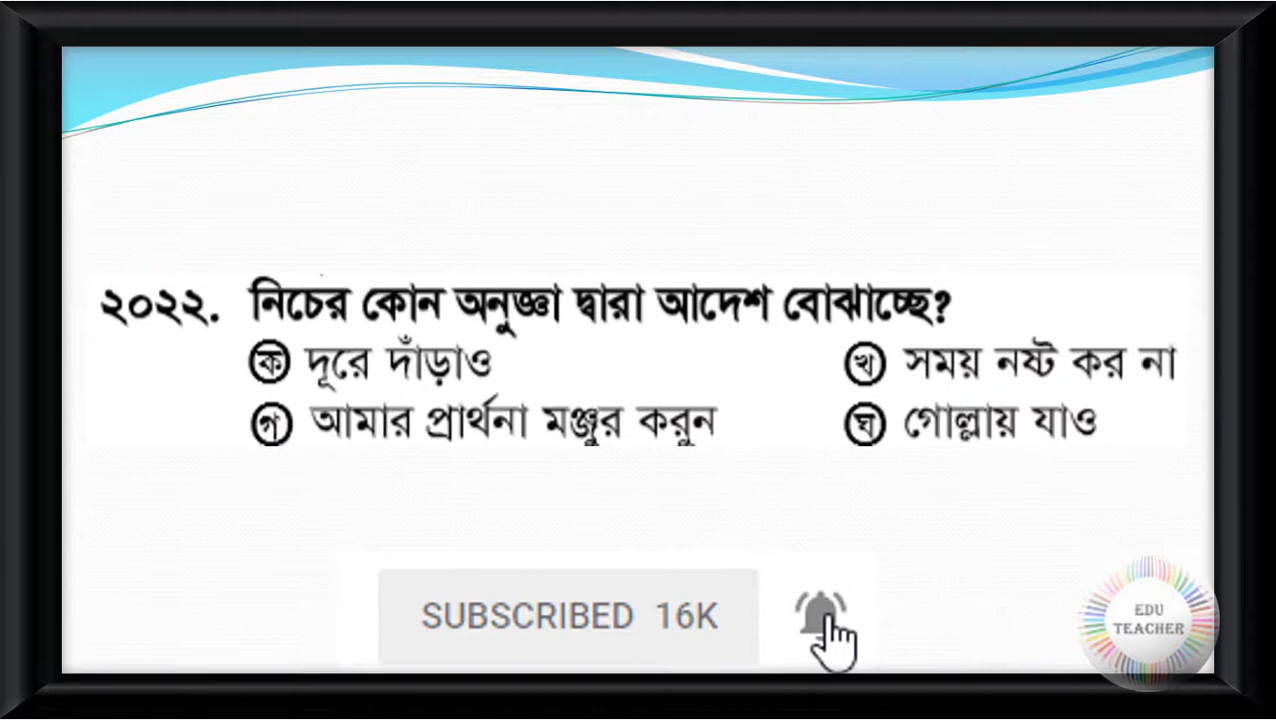 ২০২২. নিচের কোন অনুজ্ঞা দ্বারা আদেশ বোঝাচ্ছে?
ক দূরে দাঁড়াও খ সময় নষ্ট কর না
গ আমার প্রার্থনা মঞ্জুর করুন ঘ গোল্লায় যাও
SUBSCRIBED 16K
EDU
TEACHER